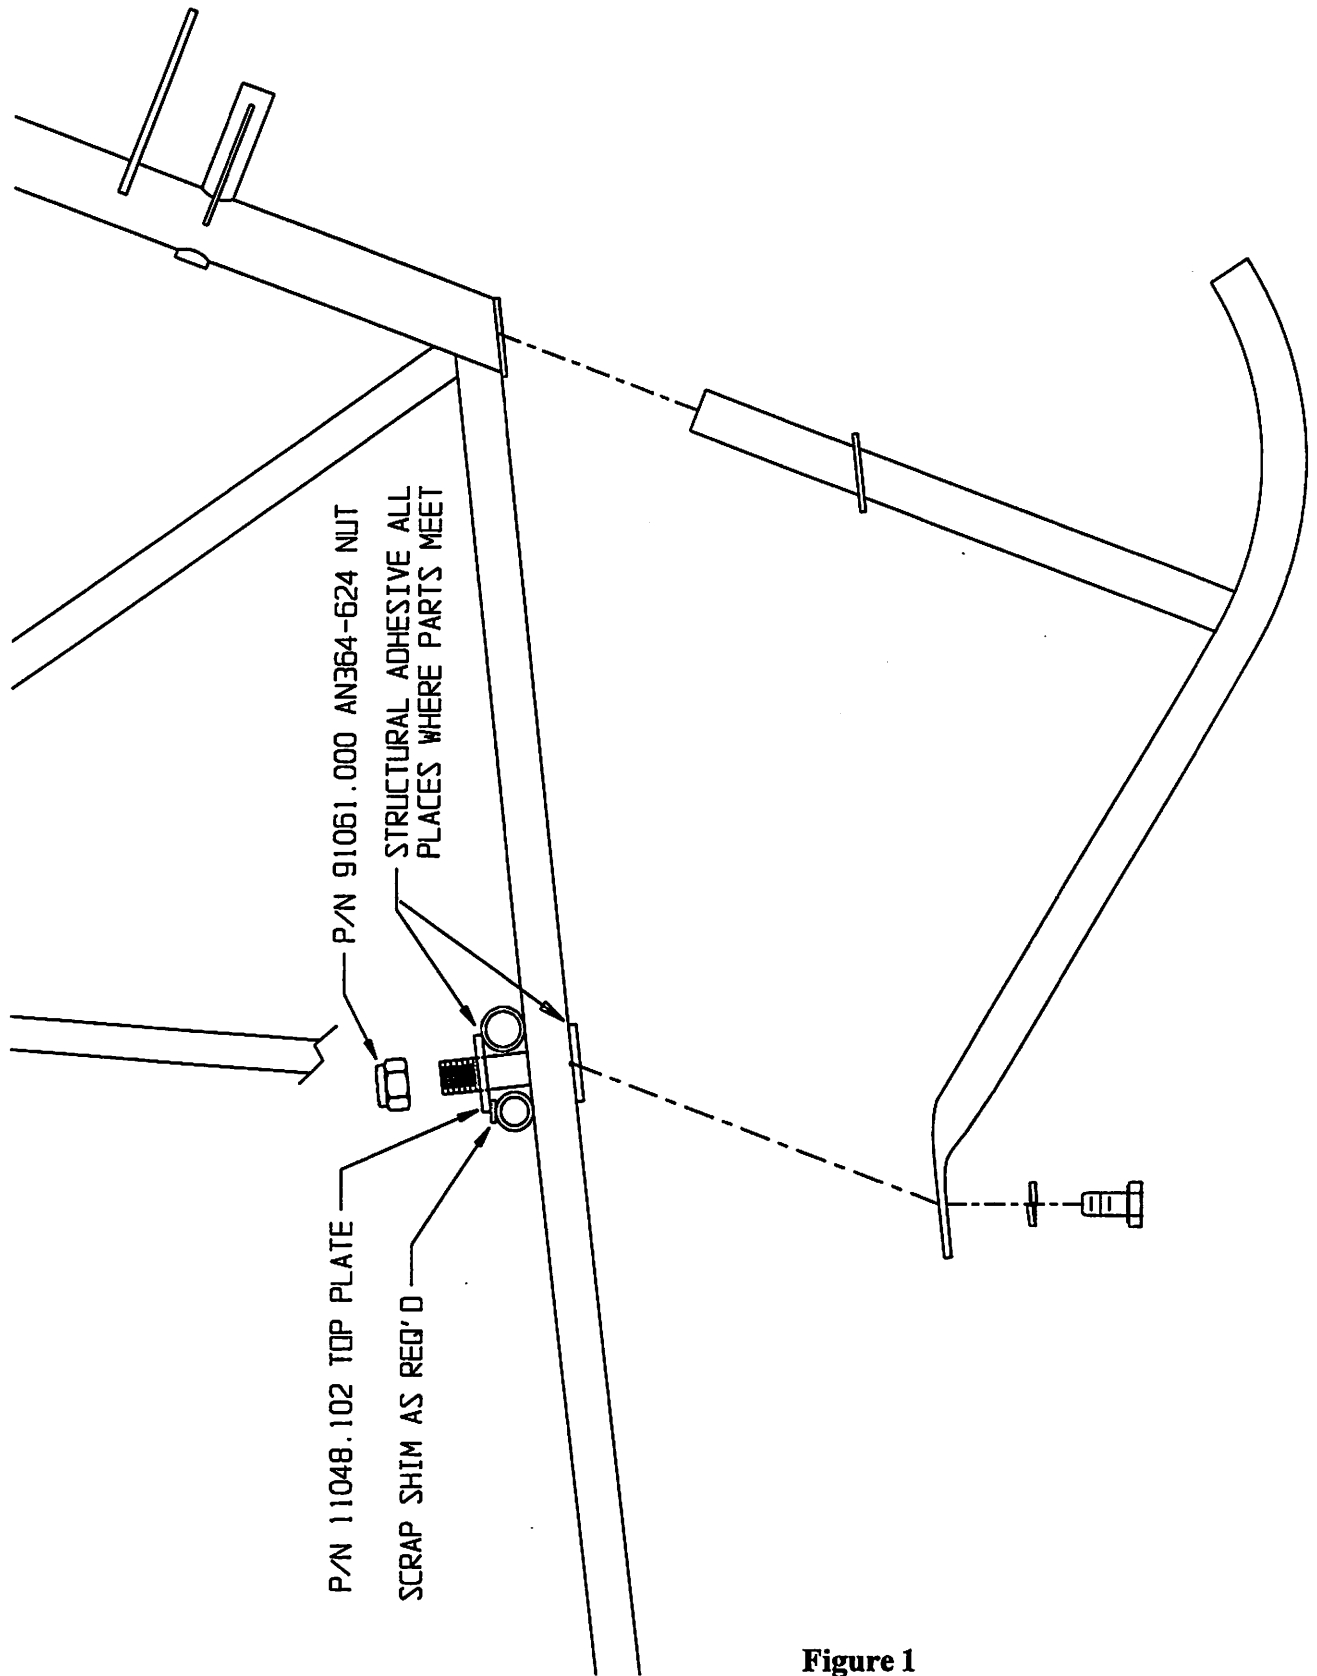 P/N 91061.000 AN364-624 NUT
STRUCTURAL ADHESIVE ALL
PLACES WHERE PARTS MEET
P/N 11048.102 TOP PLATE
SCRAP SHIM AS REQ'D
Figure 1